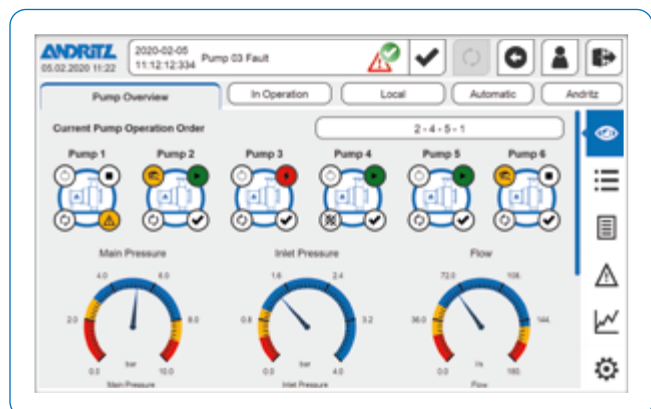 ANDRITZ
05.02.2020 11:22
2020-02-05
11:12:12:334 Pump 03 Fault
Pump Overview
In Operation
Local
Automatic
Andritz
Current Pump Operation Order
2 - 4 - 5 - 1
Pump 1
Pump 2
Pump 3
Pump 4
Pump 5
Pump 6
Main Pressure
Inlet Pressure
Flow
4.0 6.0
1.6 2.4
72.0 108.
2.0 8.0
0.8 3.2
36.0 144.
bar
bar
l/s
0.0 10.0
0.0 4.0
0.0 180.
Main Pressure
Inlet Pressure
Flow